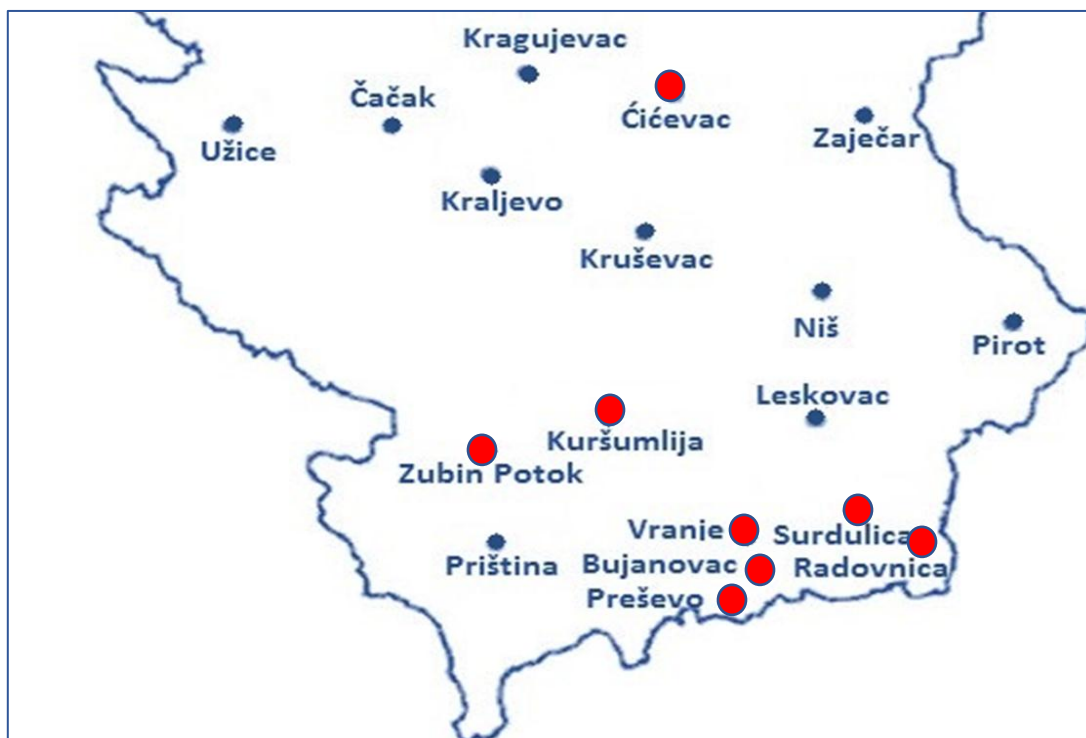 Kragujevac
Čačak
Ćićevac
Užice
Zaječar
Kraljevo
Kruševac
Niš
Pirot
Leskovac
Kuršumlija
Zubin Potok
Vranje
Surdulica
Priština
Bujanovac
Radovnica
Preševo